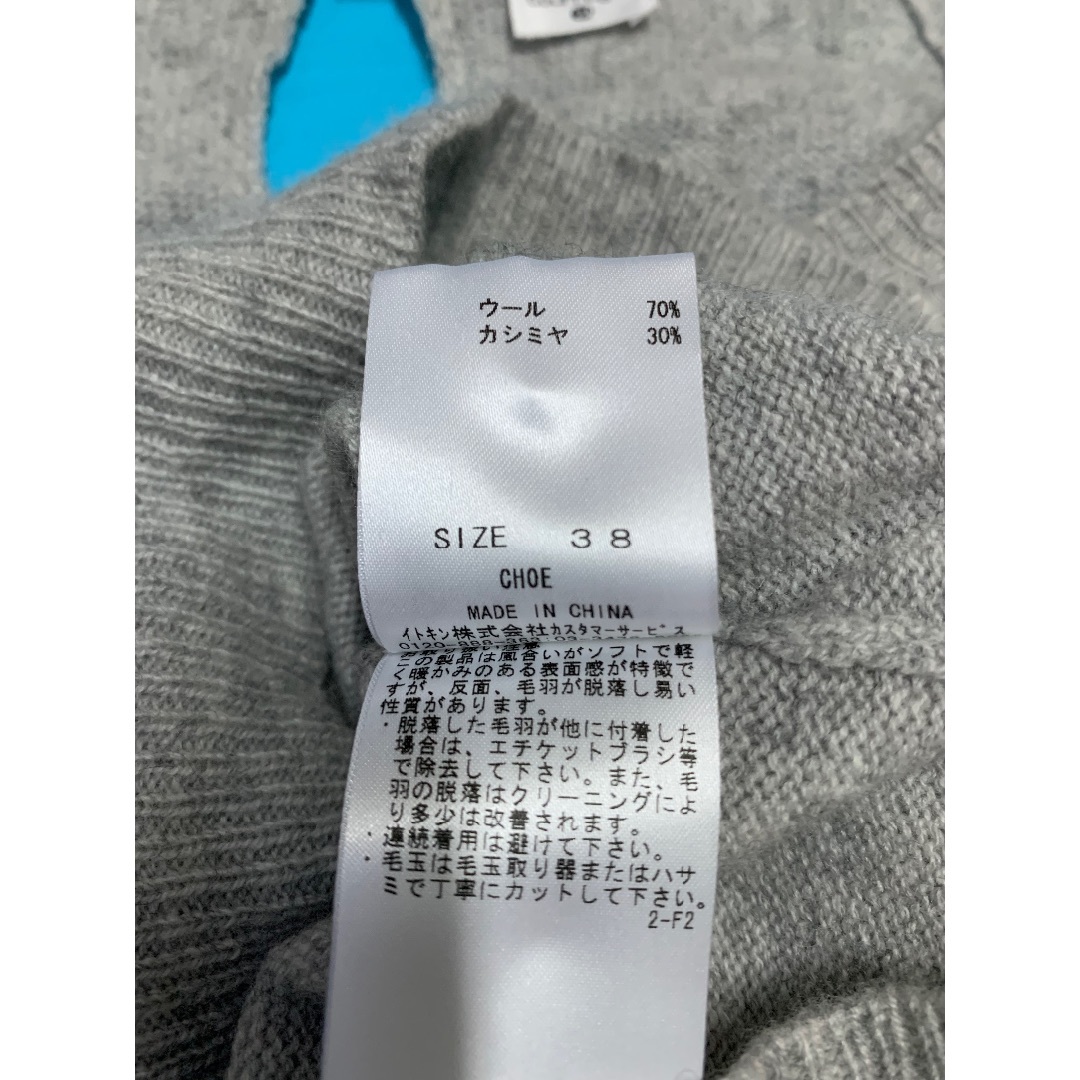 ウール 70%
カシミヤ 30%
SIZE 38
CHOE
MADE IN CHINA
イトキン株式会社カスタマーサービス
この製品は風合いがソフトで軽
く暖かみのある表面感が特徴で
すが、反面、毛羽が脱落し易い
性質があります。
・脱落した毛羽が他に付着した
場合は、エチケットブラシ等
で除去して下さい。また、毛
羽の脱落はクリーニングによ
り多少は改善されます。
・連続着用は避けて下さい。
・毛玉は毛玉取り器またはハサ
ミで丁寧にカットして下さい。
2-F2